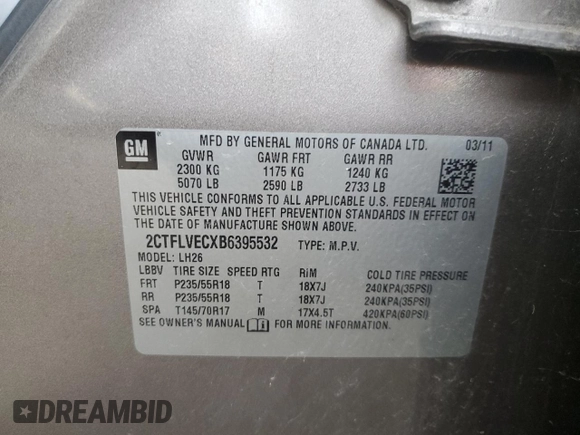 GM
MFD BY GENERAL MOTORS OF CANADA LTD. 03/11
GVWR GAWR FRT GAWR RR
2300 KG 1175 KG 1240 KG
5070 LB 2590 LB 2733 LB
THIS VEHICLE CONFORMS TO ALL APPLICABLE U.S. FEDERAL MOTOR
VEHICLE SAFETY AND THEFT PREVENTION STANDARDS IN EFFECT ON
THE DATE OF MANUFACTURE SHOWN ABOVE.
2CTFLVECXB6395532 TYPE: M.P.V.
MODEL: LH26
LBBV TIRE SIZE SPEED RTG RIM COLD TIRE PRESSURE
FRT P235/55R18 T 18X7J 240KPA(35PSI)
RR P235/55R18 T 18X7J 240KPA(35PSI)
SPA T145/70R17 M 17X4.5T 420KPA(60PSI)
SEE OWNER'S MANUAL FOR MORE INFORMATION.
DREAMBID